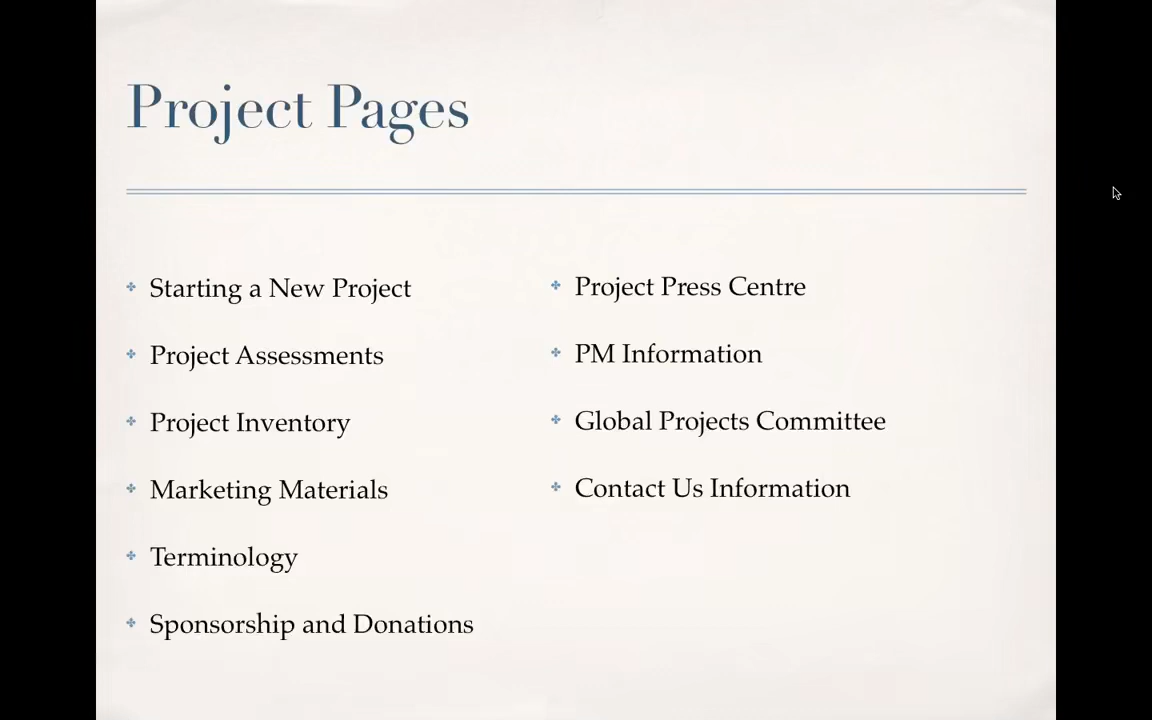 Project Pages
Starting a New Project
Project Assessments
Project Inventory
Marketing Materials
Terminology
Sponsorship and Donations
Project Press Centre
PM Information
Global Projects Committee
Contact Us Information